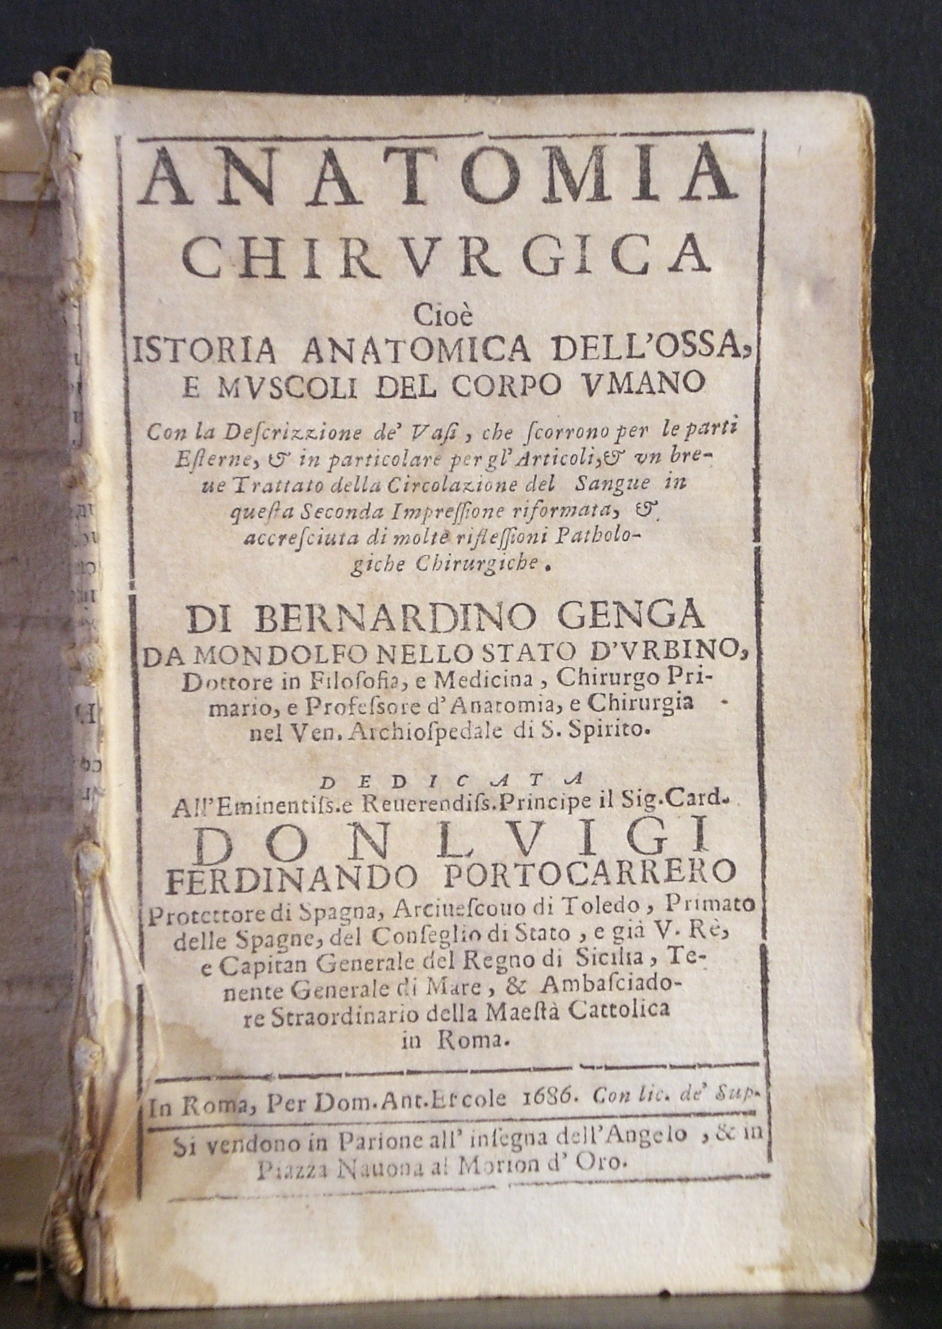 ANATOMIA
CHIRVRGICA
Cioè
ISTORIA ANATOMICA DELL'OSSA,
E MVSCOLI DEL CORPO VMANO
Con la Deſcrizzione de' Vaſi, che ſcorrono per le parti
Eſterne, & in particolare per gl' Articoli, & vn bre-
ue Trattato della Circolazione del Sangue in
queſta Seconda Impreſſione riformata, &
accreſciuta di molte rifleſſioni Patholo-
giche Chirurgiche.
DI BERNARDINO GENGA
DA MONDOLFO NELLO STATO D'VRBINO,
Dottore in Filoſofia, e Medicina, Chirurgo Pri-
mario, e Profeſsore d'Anatomia, e Chirurgia
nel Ven. Archioſpedale di S. Spirito.
DEDICATA
All'Eminentiſs.e Reuerendiſs.Principe il Sig.Card.
DON LVIGI
FERDINANDO PORTOCARRERO
Protettore di Spagna, Arciueſcouo di Toledo, Primato
delle Spagne, del Conſeglio di Stato, e già V. Rè,
e Capitan Generale del Regno di Sicilia, Te-
nente Generale di Mare, & Ambaſciado-
re Straordinario della Maeſtà Cattolica
in Roma.
In Roma, Per Dom. Ant. Ercole 1686. Con lic. de' Sup.
Si vendono in Parione all' inſegna dell'Angelo, & in
Piazza Nauona al Morion d' Oro.